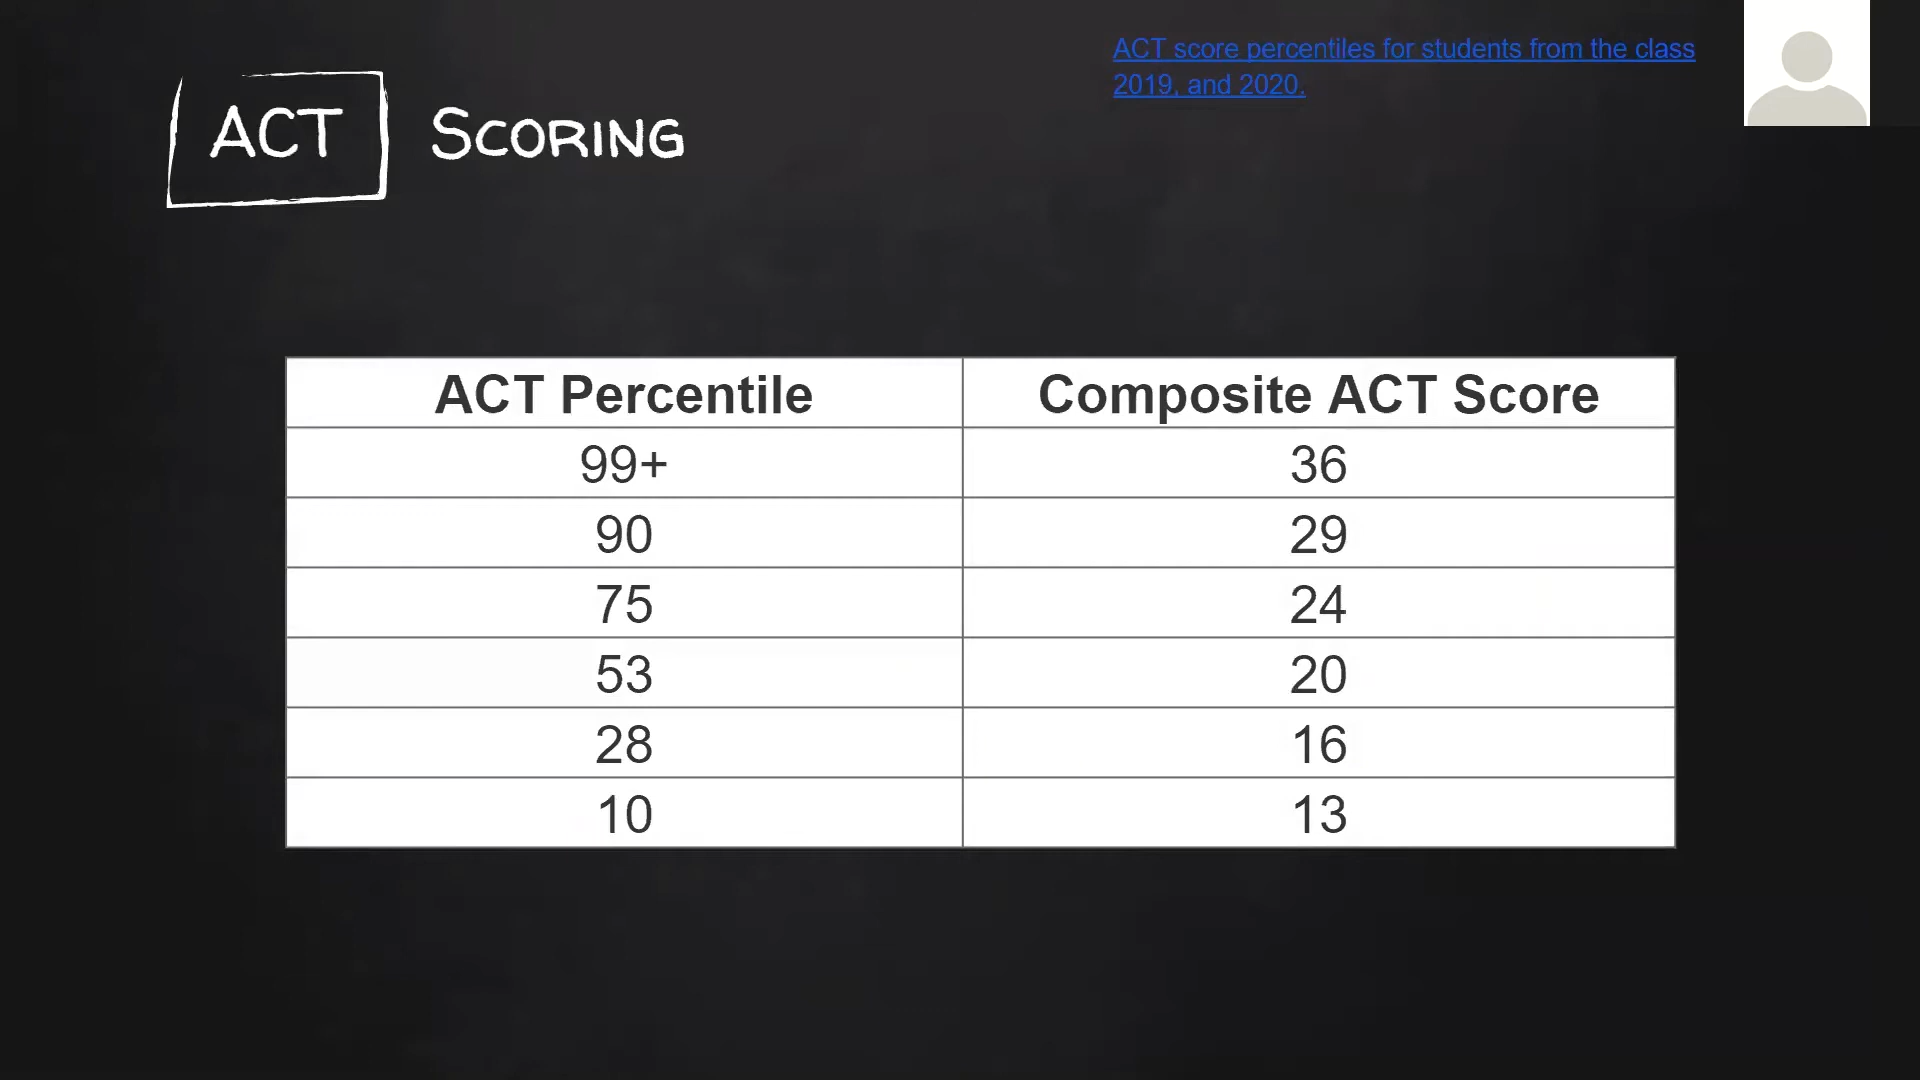 ACT score percentiles for students from the class
2019, and 2020.
ACT SCORING
ACT Percentile Composite ACT Score
99+ 36
90 29
75 24
53 20
28 16
10 13